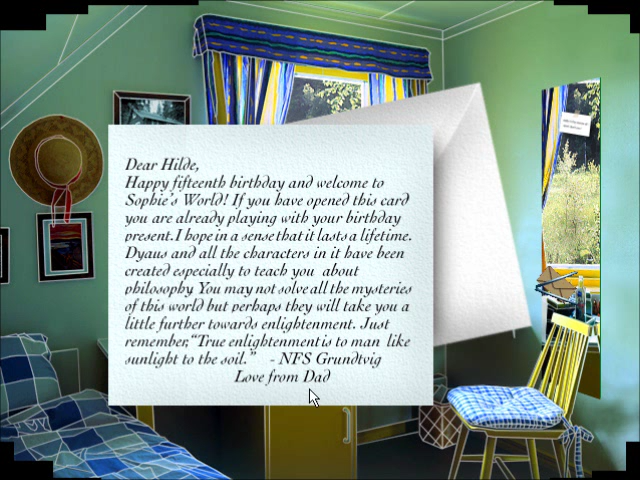 Dear Hilde,
Happy fifteenth birthday and welcome to
Sophie's World! If you have opened this card
you are already playing with your birthday
present. I hope in a sense that it lasts a lifetime.
Dyaus and all the characters in it have been
created especially to teach you about
philosophy. You may not solve all the mysteries
of this world but perhaps they will take you a
little further towards enlightenment. Just
remember, "True enlightenment is to man like
sunlight to the soil." - NFS Grundtvig
Love from Dad